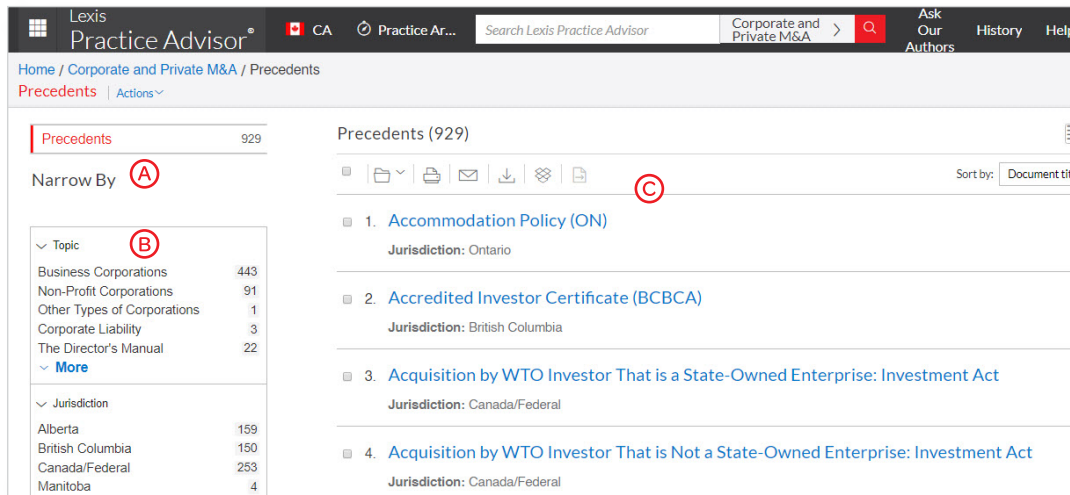 Lexis
Practice Advisor®
CA
Practice Ar...
Search Lexis Practice Advisor
Corporate and
Private M&A
Ask
Our
Authors
History
Help
Home / Corporate and Private M&A / Precedents
Precedents | Actions
Precedents 929
Narrow By
A
Topic
B
Business Corporations 443
Non-Profit Corporations 91
Other Types of Corporations 1
Corporate Liability 3
The Director's Manual 22
More
Jurisdiction
Alberta 159
British Columbia 150
Canada/Federal 253
Manitoba 4
Precedents (929)
C
Sort by: Document tit
1. Accommodation Policy (ON)
Jurisdiction: Ontario
2. Accredited Investor Certificate (BCBCA)
Jurisdiction: British Columbia
3. Acquisition by WTO Investor That is a State-Owned Enterprise: Investment Act
Jurisdiction: Canada/Federal
4. Acquisition by WTO Investor That is Not a State-Owned Enterprise: Investment Act
Jurisdiction: Canada/Federal